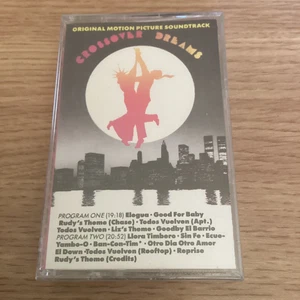 ORIGINAL MOTION PICTURE SOUNDTRACK
CROSSOVER DREAMS
PROGRAM ONE (19:18) Elegua · Good For Baby
Rudy's Theme (Chase) · Todos Vuelven (Apt.)
Todos Vuelven · Liz's Theme · Goodby El Barrio
PROGRAM TWO (20:52) Llora Timbero · Sin Fe · Ecue-
Yambo-O · Ban-Con-Tim* · Otro Dia Otro Amor
El Down · Todos Vuelven (Rooftop) · Reprise
Rudy's Theme (Credits)